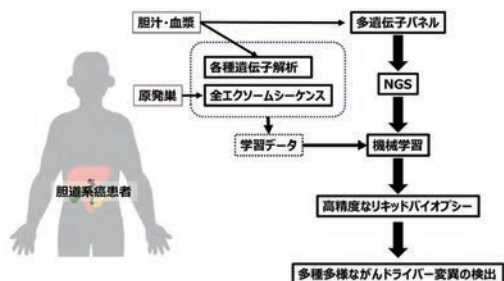 胆汁・血漿
多遺伝子パネル
各種遺伝子解析
原発巣
全エクソームシーケンス
NGS
学習データ
機械学習
胆道系癌患者
高精度なリキッドバイオプシー
多種多様ながんドライバー変異の検出